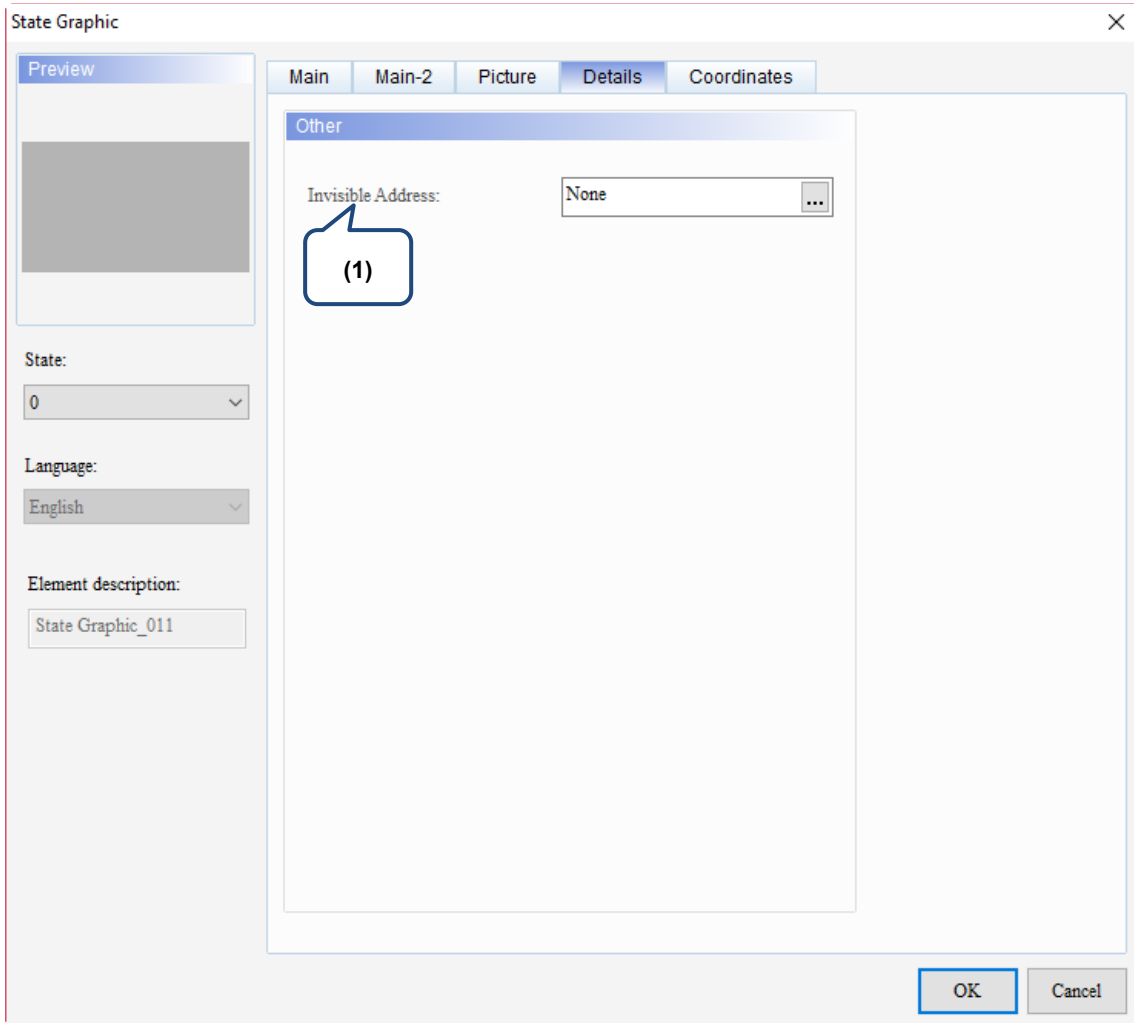 State Graphic
Preview
Main Main-2 Picture Details Coordinates
Other
Invisible Address: None ...
(1)
State:
0
Language:
English
Element description:
State Graphic_011
OK Cancel